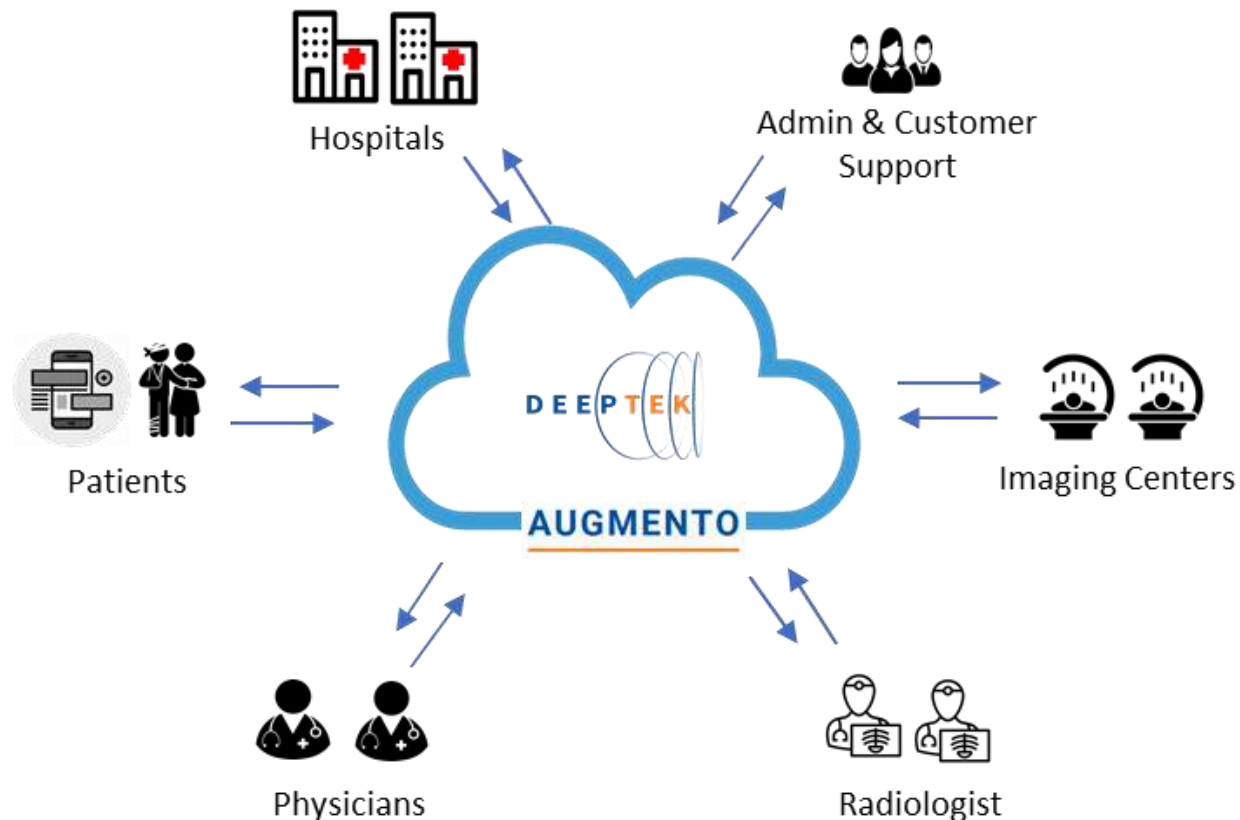 Hospitals
Admin & Customer
Support
Patients
DEEPTEK
AUGMENTO
Imaging Centers
Physicians
Radiologist